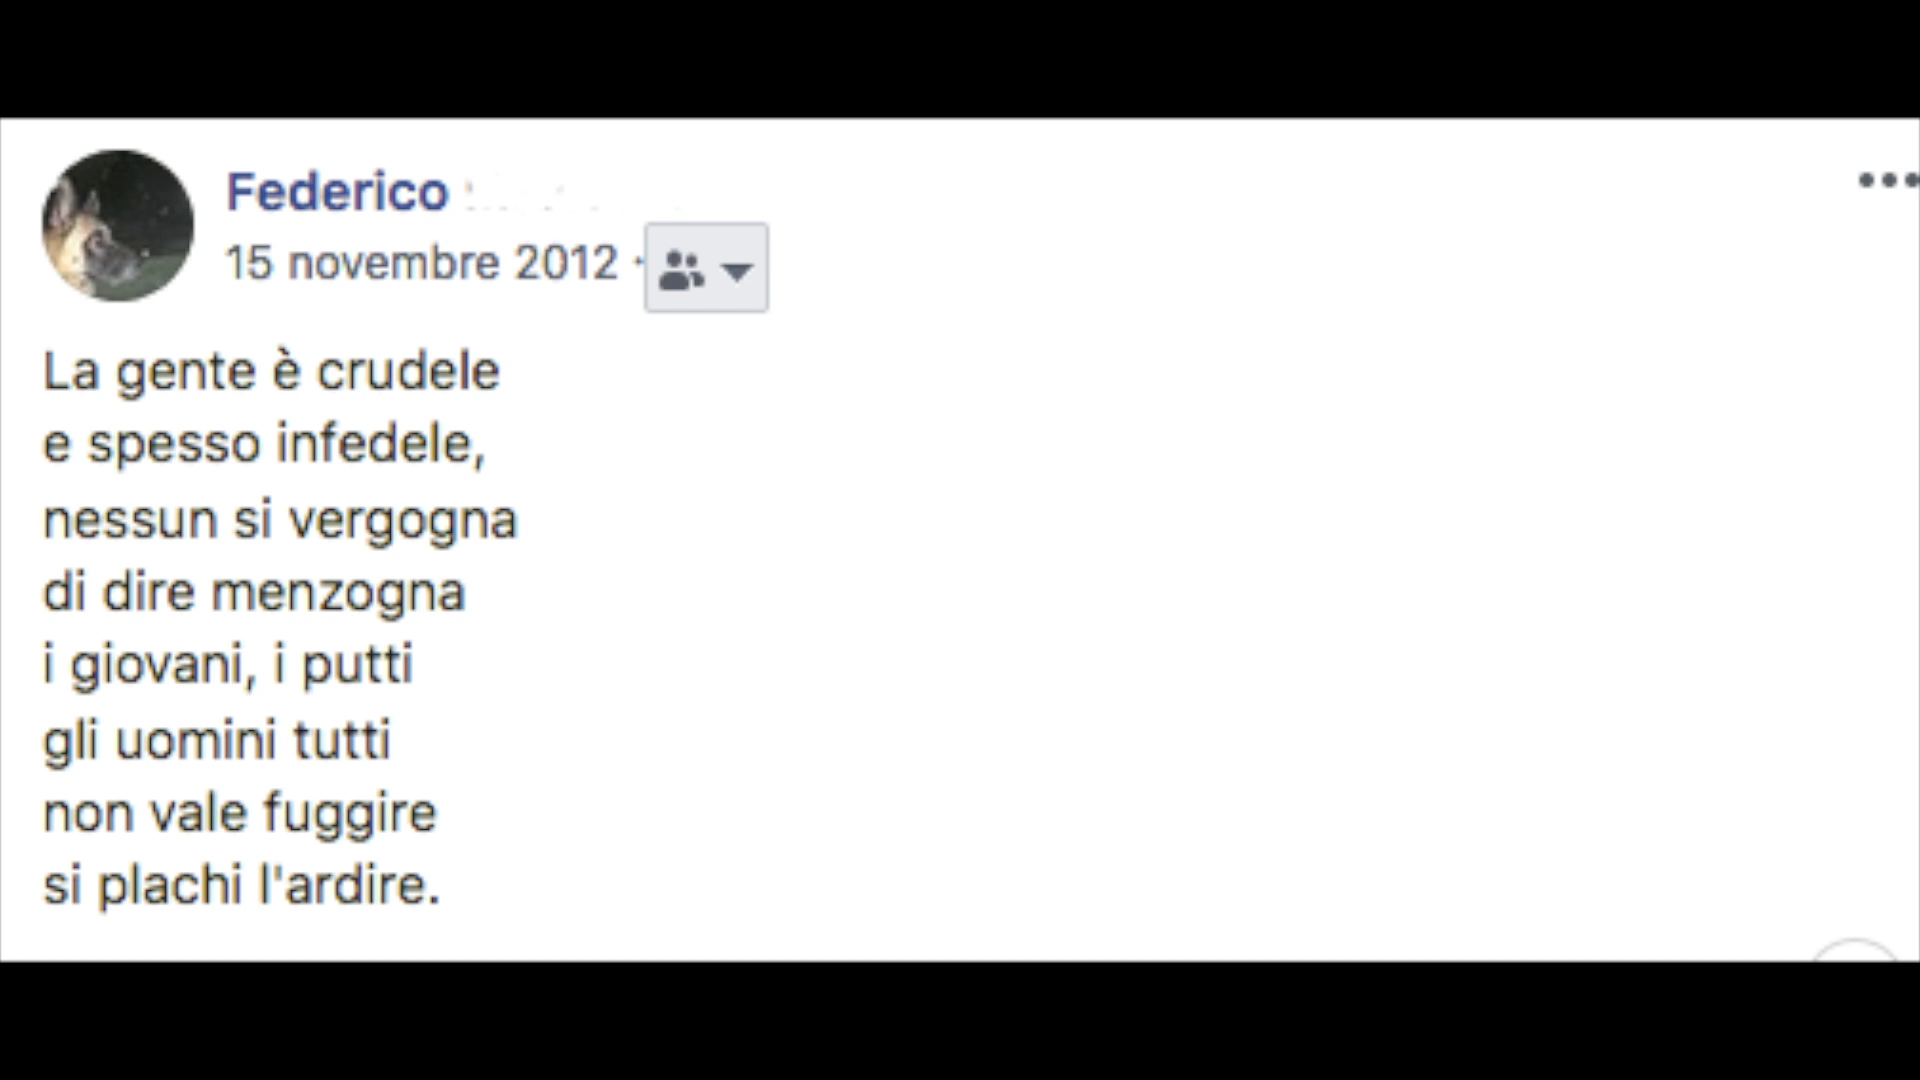 Federico
15 novembre 2012 ·
La gente è crudele
e spesso infedele,
nessun si vergogna
di dire menzogna
i giovani, i putti
gli uomini tutti
non vale fuggire
si plachi l'ardire.